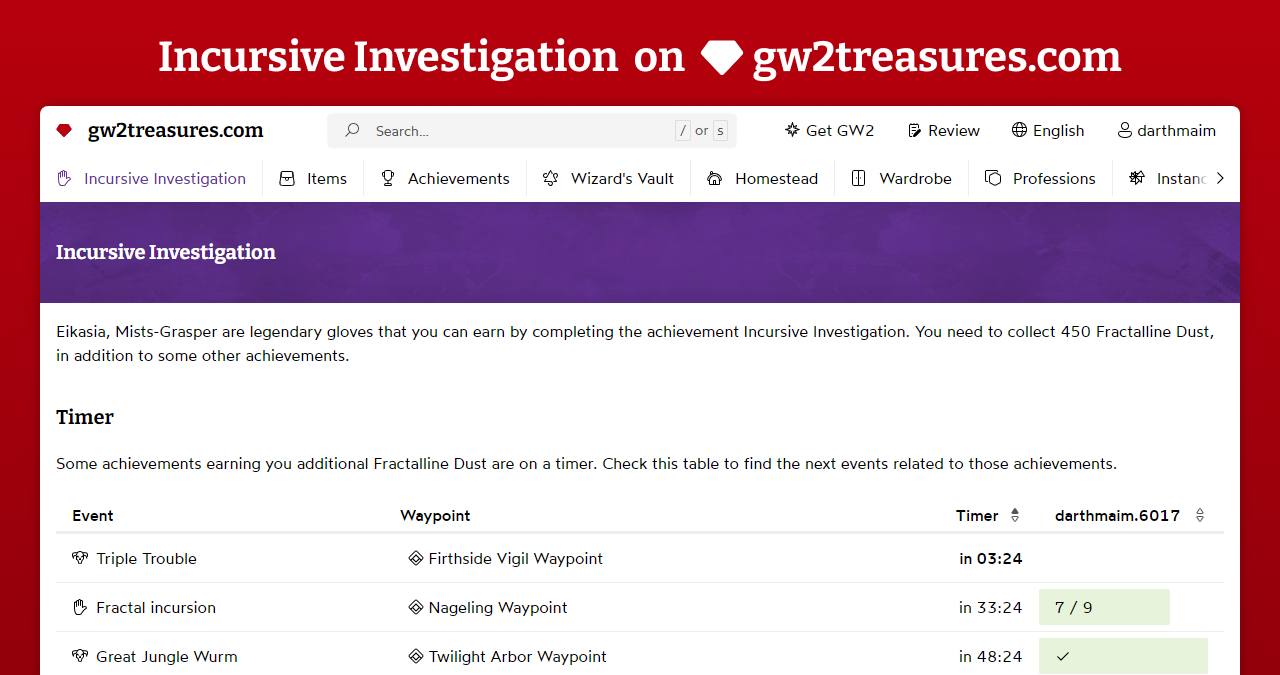 Incursive Investigation on gw2treasures.com
gw2treasures.com
Search...
/ or s
Get GW2
Review
English
darthmaim
Incursive Investigation
Items
Achievements
Wizard's Vault
Homestead
Wardrobe
Professions
Instanc
Incursive Investigation
Eikasia, Mists-Grasper are legendary gloves that you can earn by completing the achievement Incursive Investigation. You need to collect 450 Fractalline Dust,
in addition to some other achievements.
Timer
Some achievements earning you additional Fractalline Dust are on a timer. Check this table to find the next events related to those achievements.
Event Waypoint Timer darthmaim.6017
Triple Trouble Firthside Vigil Waypoint in 03:24
Fractal incursion Nageling Waypoint in 33:24 7 / 9
Great Jungle Wurm Twilight Arbor Waypoint in 48:24